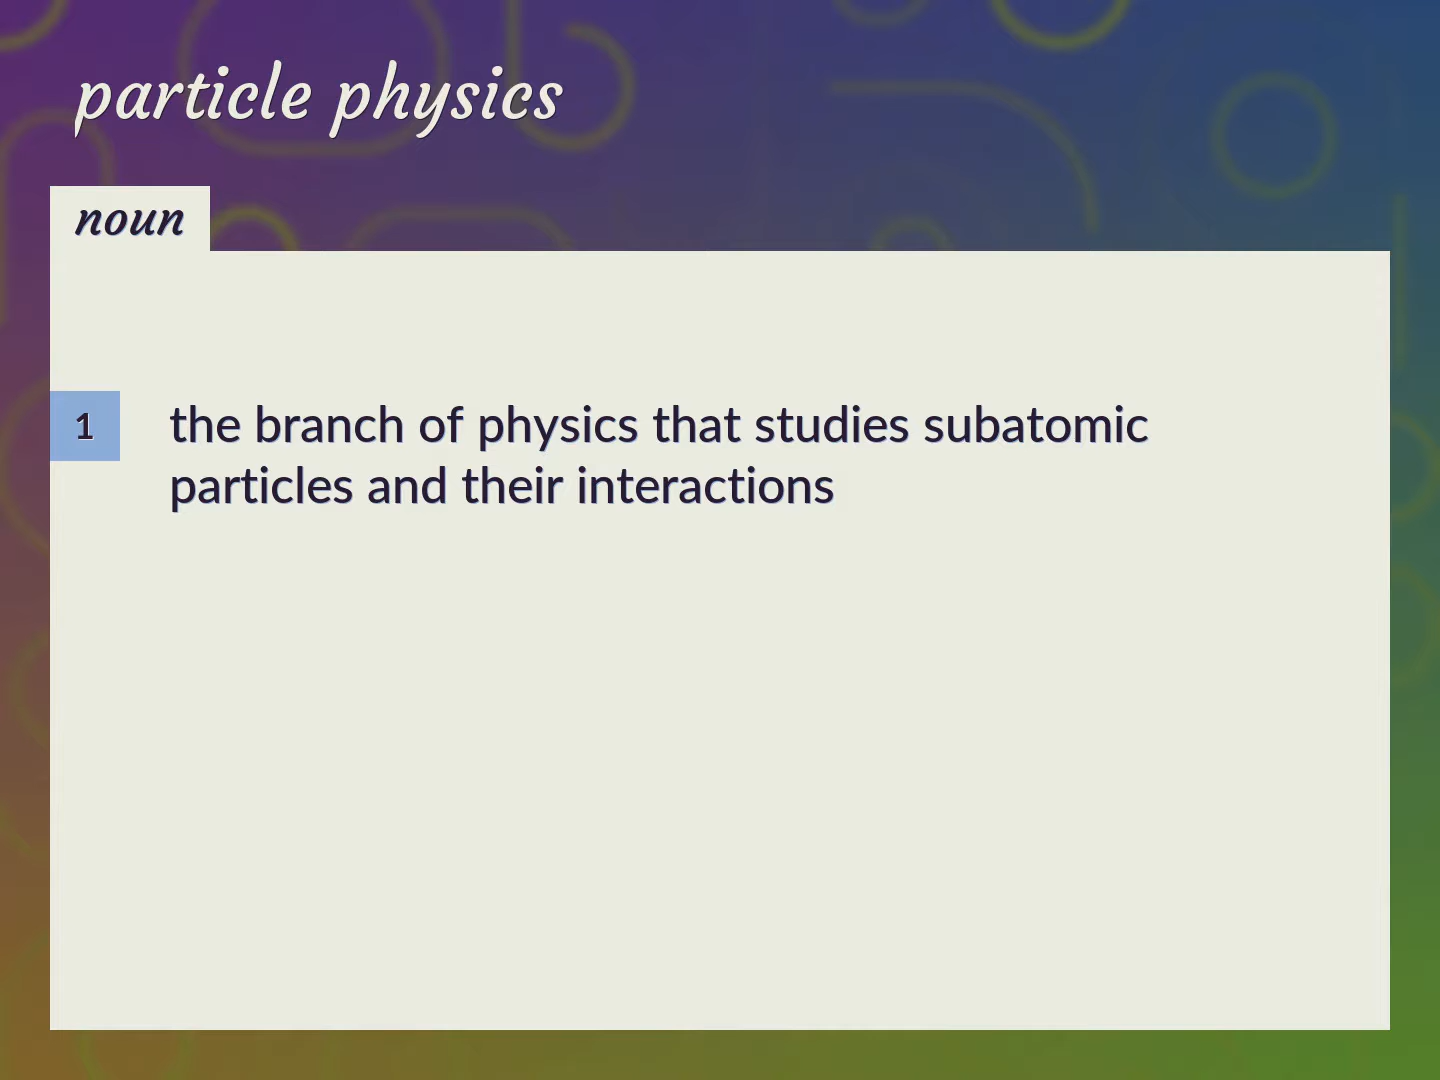 particle physics
noun
1
the branch of physics that studies subatomic
particles and their interactions